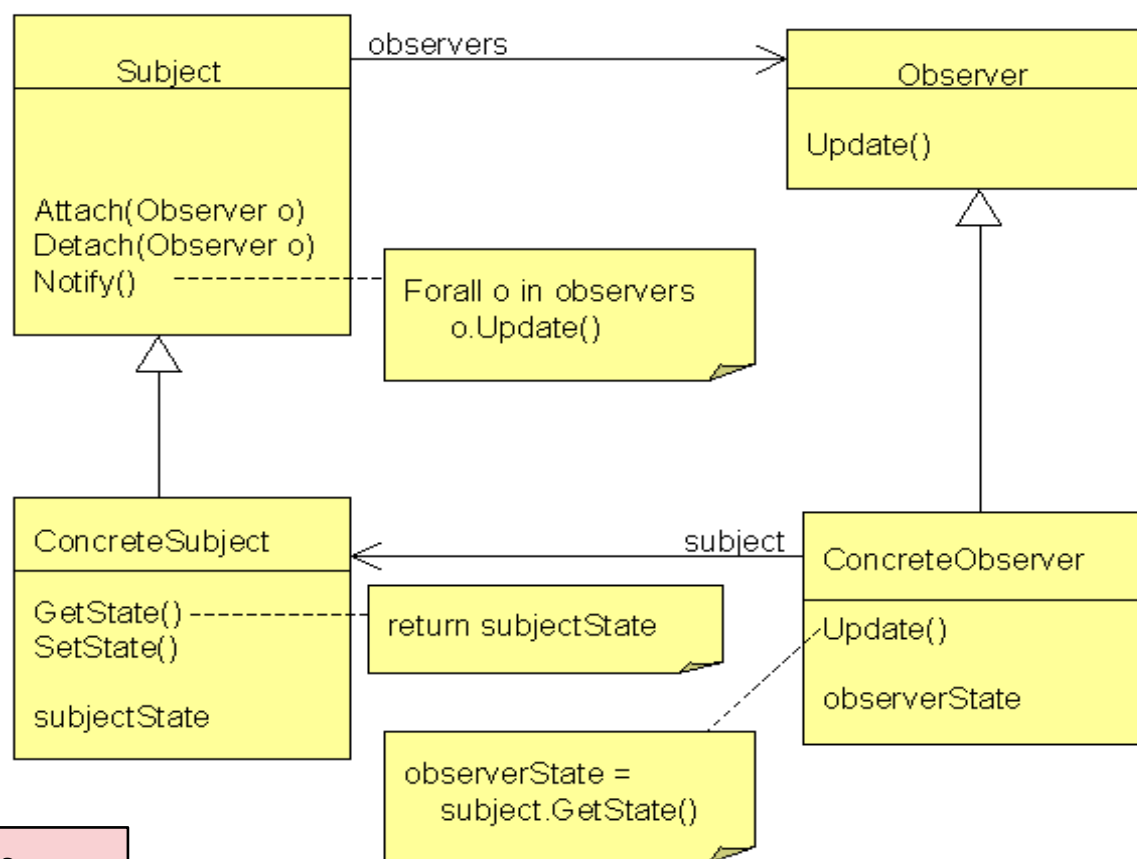 Subject
Attach(Observer o)
Detach(Observer o)
Notify()
observers
Observer
Update()
Forall o in observers
o.Update()
ConcreteSubject
GetState()
SetState()
subjectState
subject
return subjectState
ConcreteObserver
Update()
observerState
observerState =
subject.GetState()